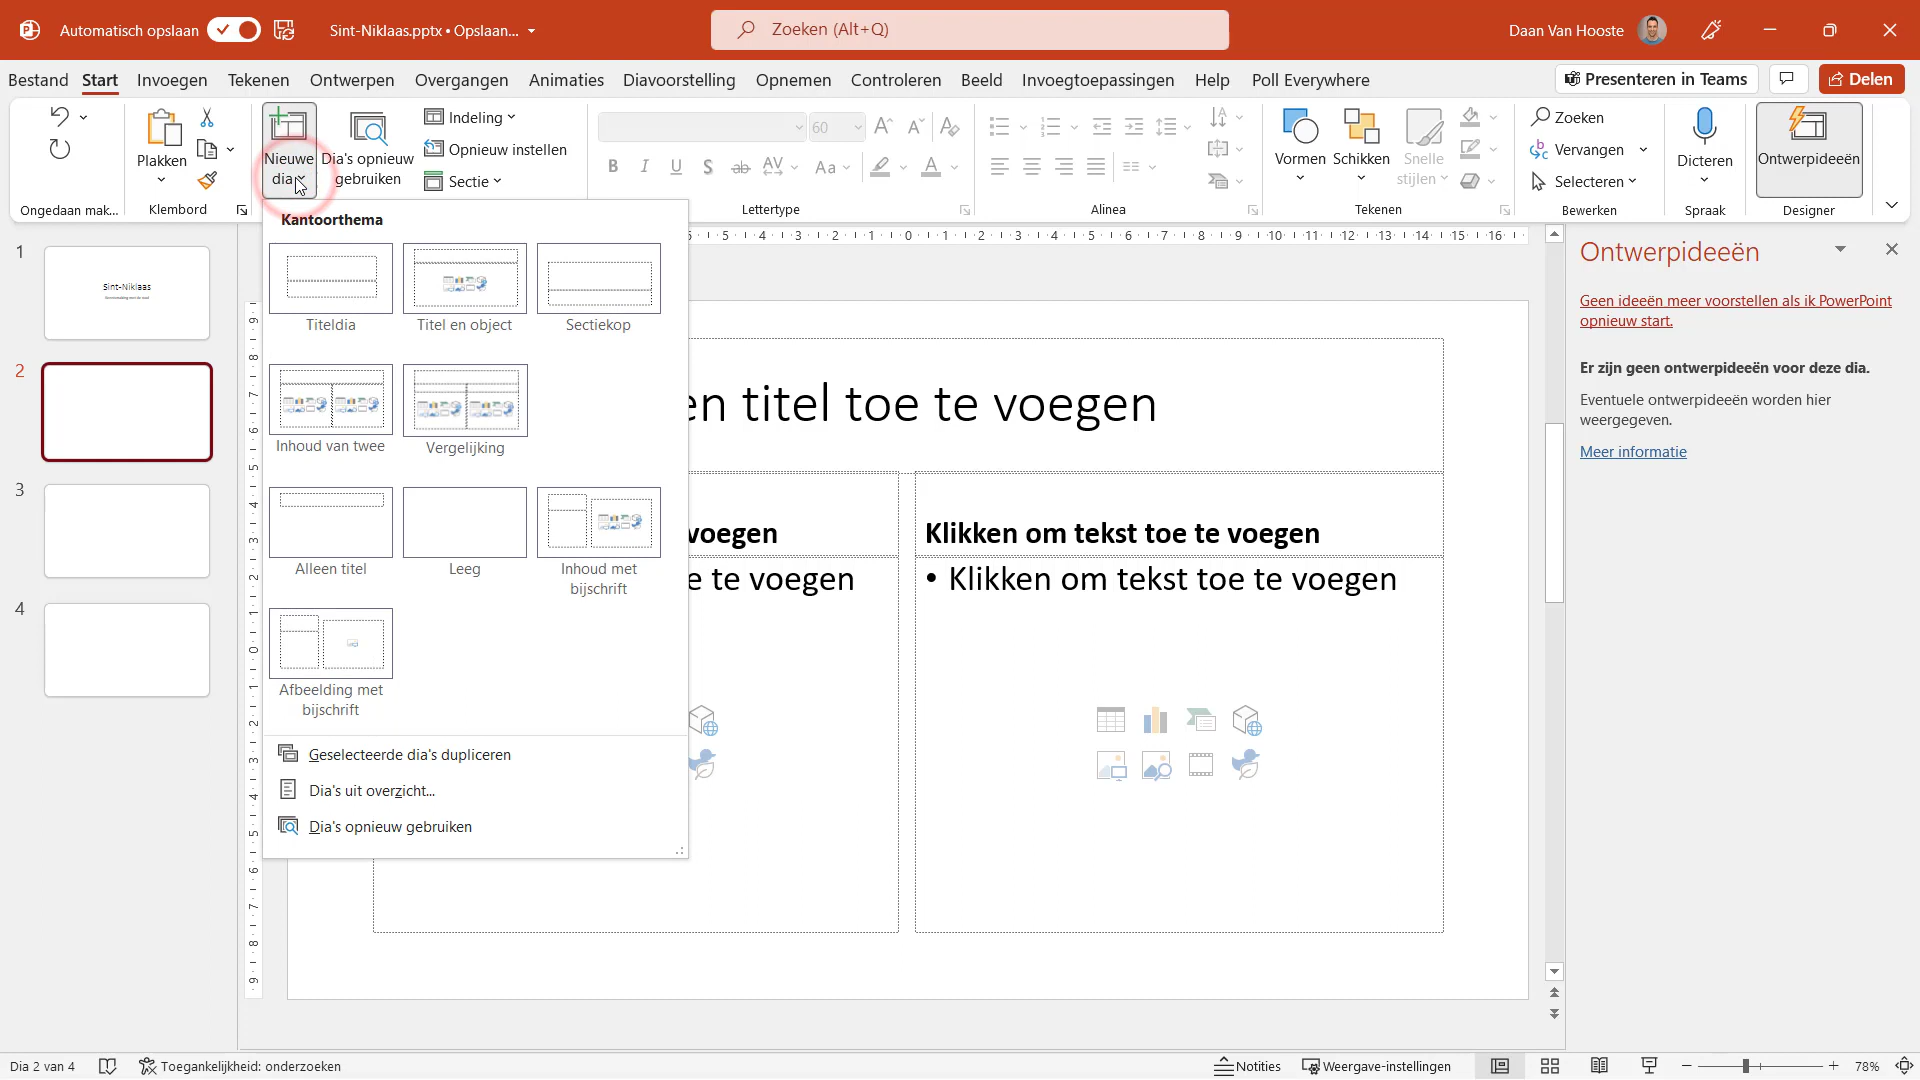 Automatisch opslaan
Sint-Niklaas.pptx • Opslaan...
Zoeken (Alt+Q)
Daan Van Hooste
Bestand Start Invoegen Tekenen Ontwerpen Overgangen Animaties Diavoorstelling Opnemen Controleren Beeld Invoegtoepassingen Help Poll Everywhere
Presenteren in Teams
Delen
Plakken
Nieuwe
dia
Dia's opnieuw
gebruiken
Indeling
Opnieuw instellen
Sectie
60
Vormen
Schikken
Snelle
stijlen
Zoeken
Vervangen
Selecteren
Dicteren
Ontwerpideeën
Ongedaan mak...
Klembord
Lettertype
Alinea
Tekenen
Bewerken
Spraak
Designer
Kantoorthema
Titeldia
Titel en object
Sectiekop
Inhoud van twee
Vergelijking
Alleen titel
Leeg
Inhoud met
bijschrift
Afbeelding met
bijschrift
Geselecteerde dia's dupliceren
Dia's uit overzicht...
Dia's opnieuw gebruiken
1
Sint-Niklaas
2
3
4
en titel toe te voegen
voegen
Klikken om tekst toe te voegen
e te voegen
• Klikken om tekst toe te voegen
Ontwerpideeën
Geen ideeën meer voorstellen als ik PowerPoint
opnieuw start.
Er zijn geen ontwerpideeën voor deze dia.
Eventuele ontwerpideeën worden hier
weergegeven.
Meer informatie
Dia 2 van 4
Toegankelijkheid: onderzoeken
Notities
Weergave-instellingen
78%